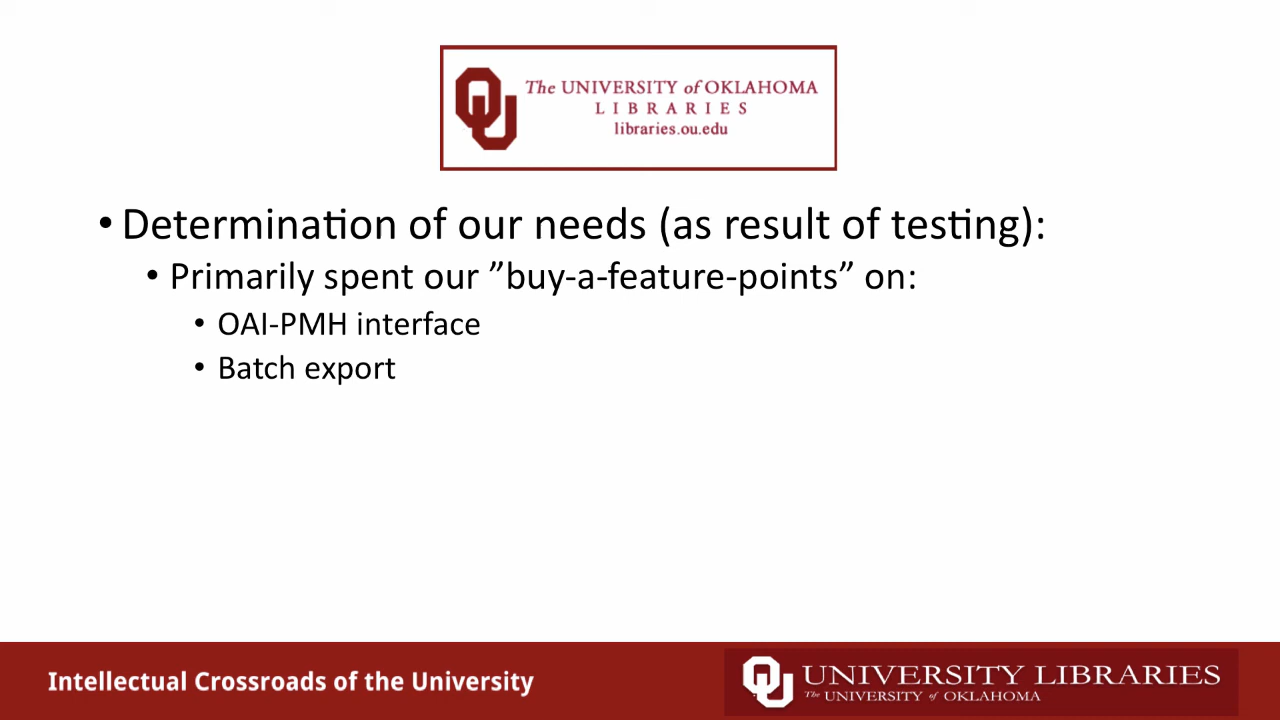 The UNIVERSITY of OKLAHOMA
LIBRARIES
libraries.ou.edu
• Determination of our needs (as result of testing):
• Primarily spent our ”buy-a-feature-points” on:
• OAI-PMH interface
• Batch export
Intellectual Crossroads of the University
UNIVERSITY LIBRARIES
The UNIVERSITY of OKLAHOMA